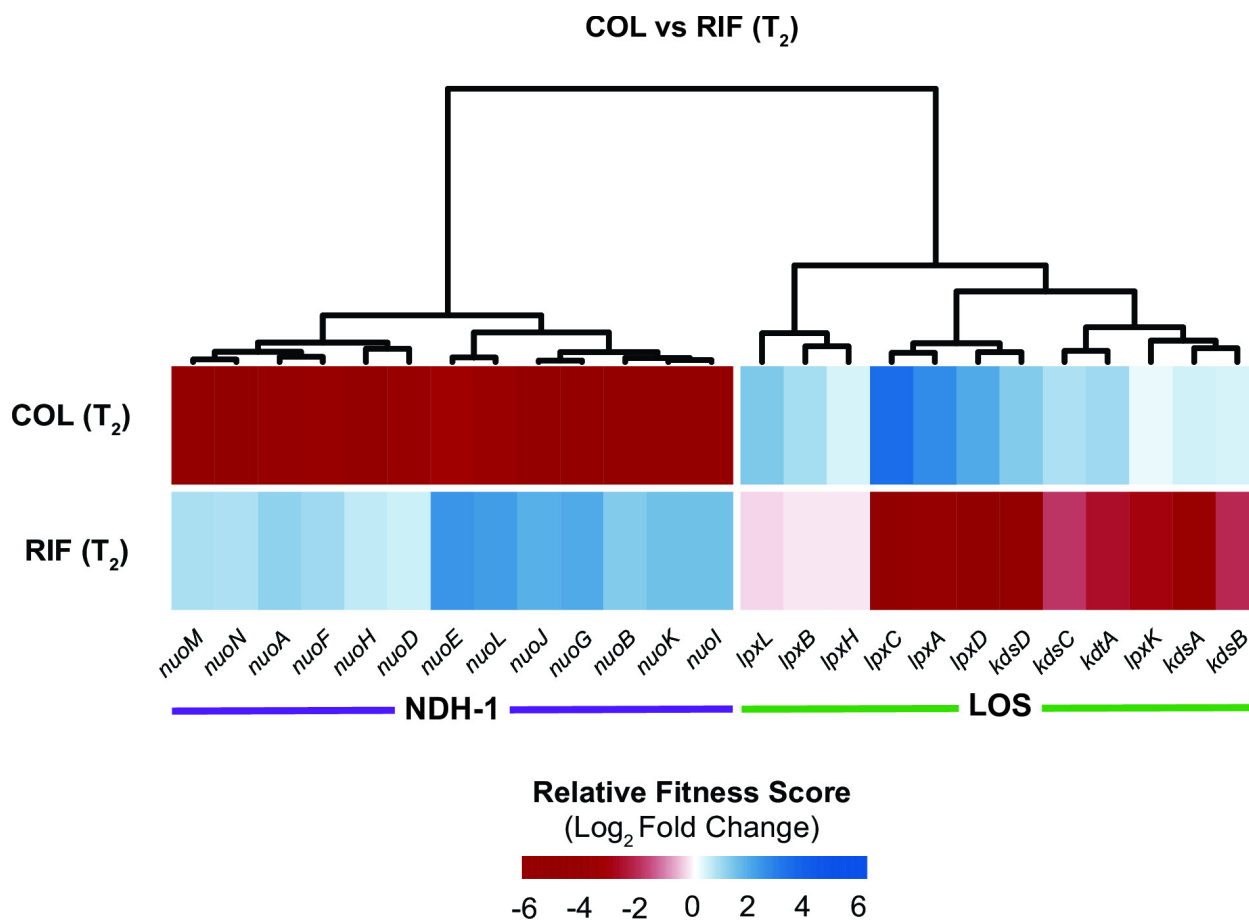 COL vs RIF (T₂)
COL (T₂)
RIF (T₂)
nuoM nuoN nuoA nuoF nuoH nuoD nuoE nuoL nuoJ nuoG nuoB nuoK nuoI lpxL lpxB lpxH lpxC lpxA lpxD kdsD kdsC kdtA lpxK kdsA kdsB
NDH-1 LOS
Relative Fitness Score
(Log₂ Fold Change)
-6 -4 -2 0 2 4 6